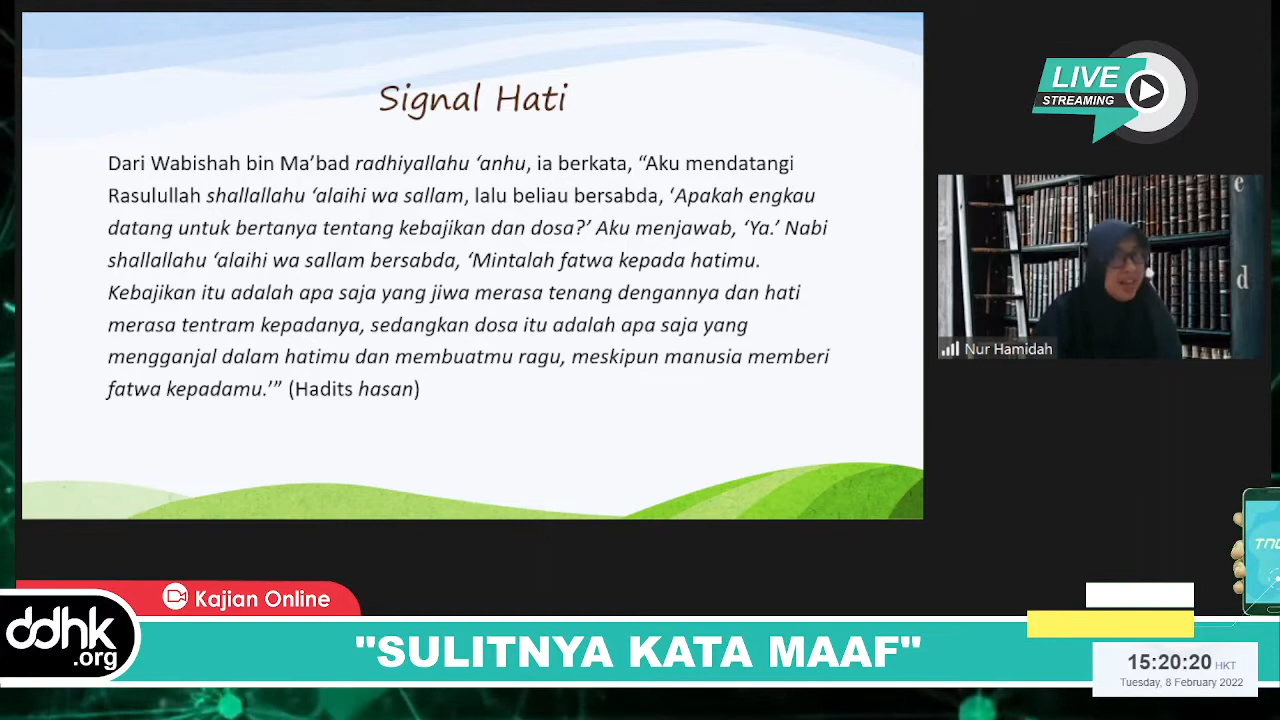 Signal Hati
Dari Wabishah bin Ma’bad radhiyallahu ‘anhu, ia berkata, “Aku mendatangi
Rasulullah shallallahu ‘alaihi wa sallam, lalu beliau bersabda, ‘Apakah engkau
datang untuk bertanya tentang kebajikan dan dosa?’ Aku menjawab, ‘Ya.’ Nabi
shallallahu ‘alaihi wa sallam bersabda, ‘Mintalah fatwa kepada hatimu.
Kebajikan itu adalah apa saja yang jiwa merasa tenang dengannya dan hati
merasa tentram kepadanya, sedangkan dosa itu adalah apa saja yang
mengganjal dalam hatimu dan membuatmu ragu, meskipun manusia memberi
fatwa kepadamu.’” (Hadits hasan)
LIVE
STREAMING
e
d
Nur Hamidah
Kajian Online
ddhk
.org
"SULITNYA KATA MAAF"
15:20:20 HKT
Tuesday, 8 February 2022